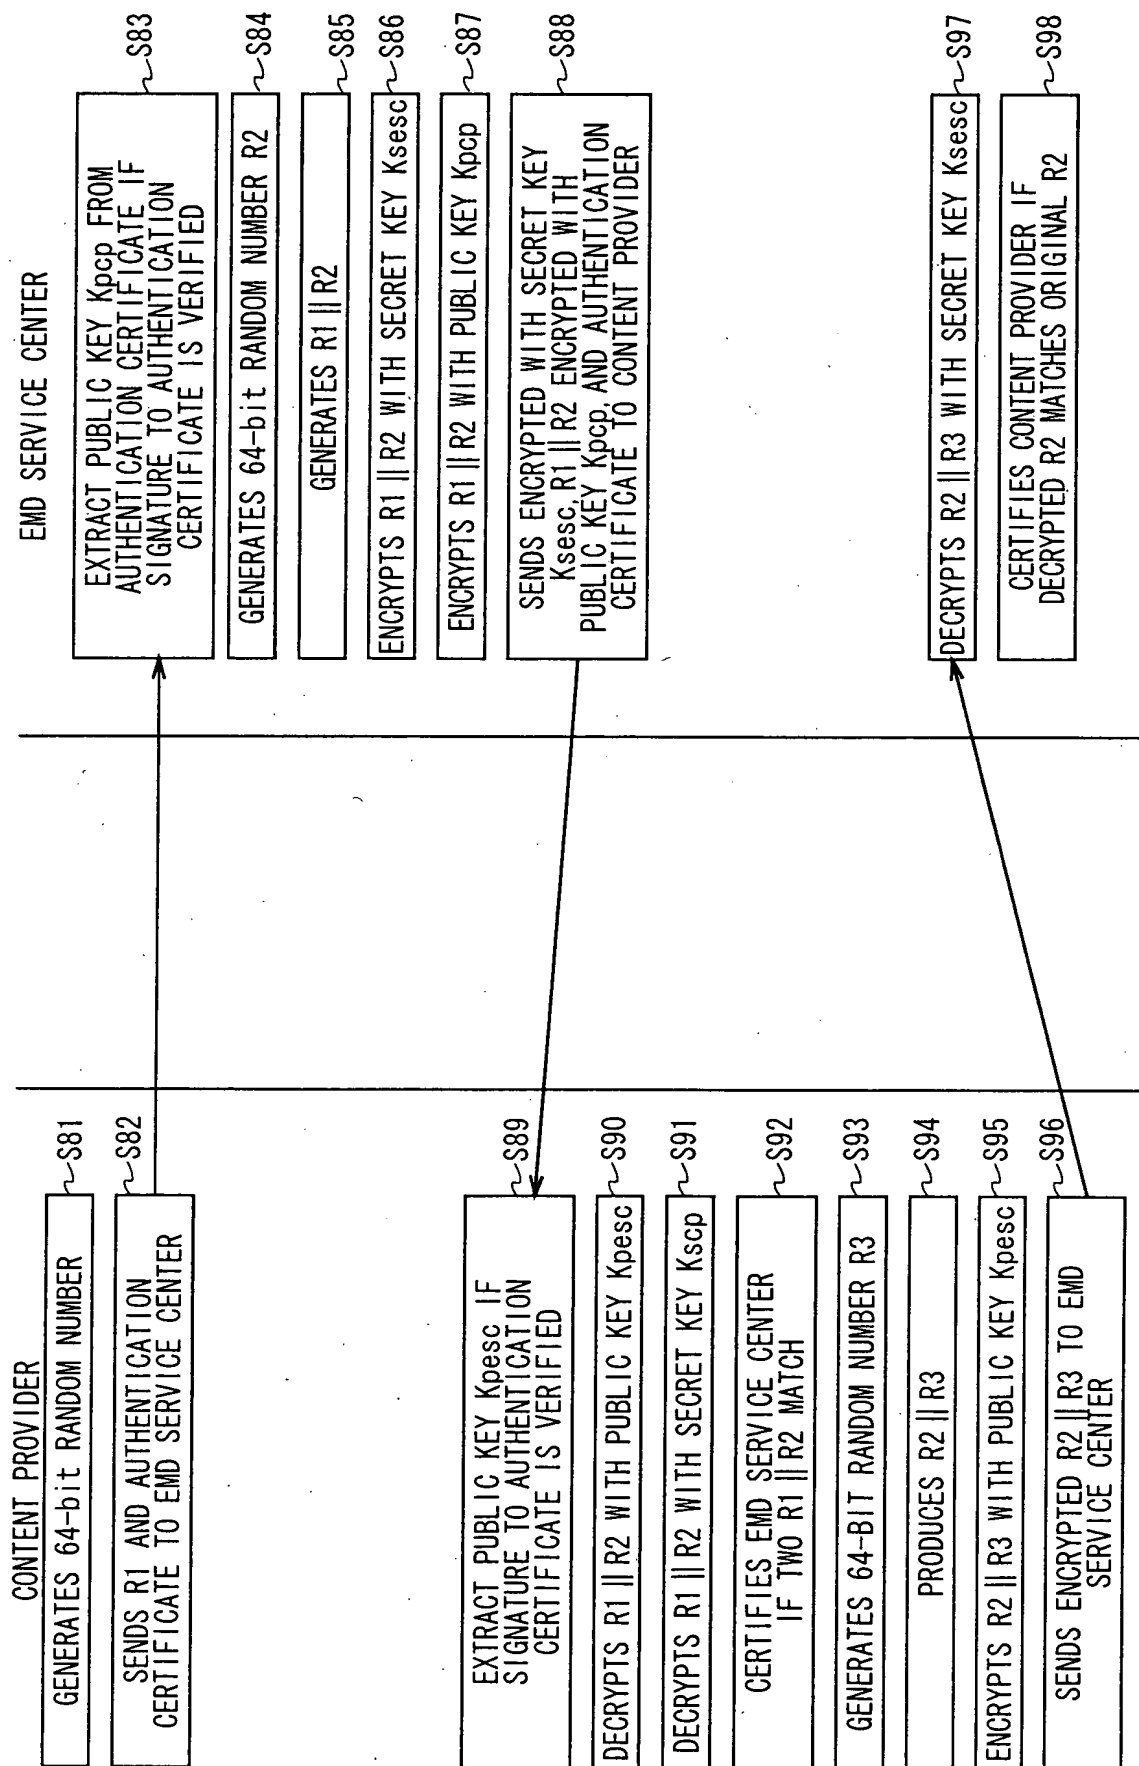 CONTENT PROVIDER
GENERATES 64-bit RANDOM NUMBER
S81
SENDS R1 AND AUTHENTICATION
CERTIFICATE TO EMD SERVICE CENTER
S82
EXTRACT PUBLIC KEY Kpesc IF
SIGNATURE TO AUTHENTICATION
CERTIFICATE IS VERIFIED
S89
DECRYPTS R1 || R2 WITH PUBLIC KEY Kpesc
S90
DECRYPTS R1 || R2 WITH SECRET KEY Kscp
S91
CERTIFIES EMD SERVICE CENTER
IF TWO R1 || R2 MATCH
S92
GENERATES 64-BIT RANDOM NUMBER R3
S93
PRODUCES R2 || R3
S94
ENCRYPTS R2 || R3 WITH PUBLIC KEY Kpesc
S95
SENDS ENCRYPTED R2 || R3 TO EMD
SERVICE CENTER
S96
EMD SERVICE CENTER
EXTRACT PUBLIC KEY Kpcp FROM
AUTHENTICATION CERTIFICATE IF
SIGNATURE TO AUTHENTICATION
CERTIFICATE IS VERIFIED
S83
GENERATES 64-bit RANDOM NUMBER R2
S84
GENERATES R1 || R2
S85
ENCRYPTS R1 || R2 WITH SECRET KEY Ksesc
S86
ENCRYPTS R1 || R2 WITH PUBLIC KEY Kpcp
S87
SENDS ENCRYPTED WITH SECRET KEY
Ksesc, R1 || R2 ENCRYPTED WITH
PUBLIC KEY Kpcp, AND AUTHENTICATION
CERTIFICATE TO CONTENT PROVIDER
S88
DECRYPTS R2 || R3 WITH SECRET KEY Ksesc
S97
CERTIFIES CONTENT PROVIDER IF
DECRYPTED R2 MATCHES ORIGINAL R2
S98